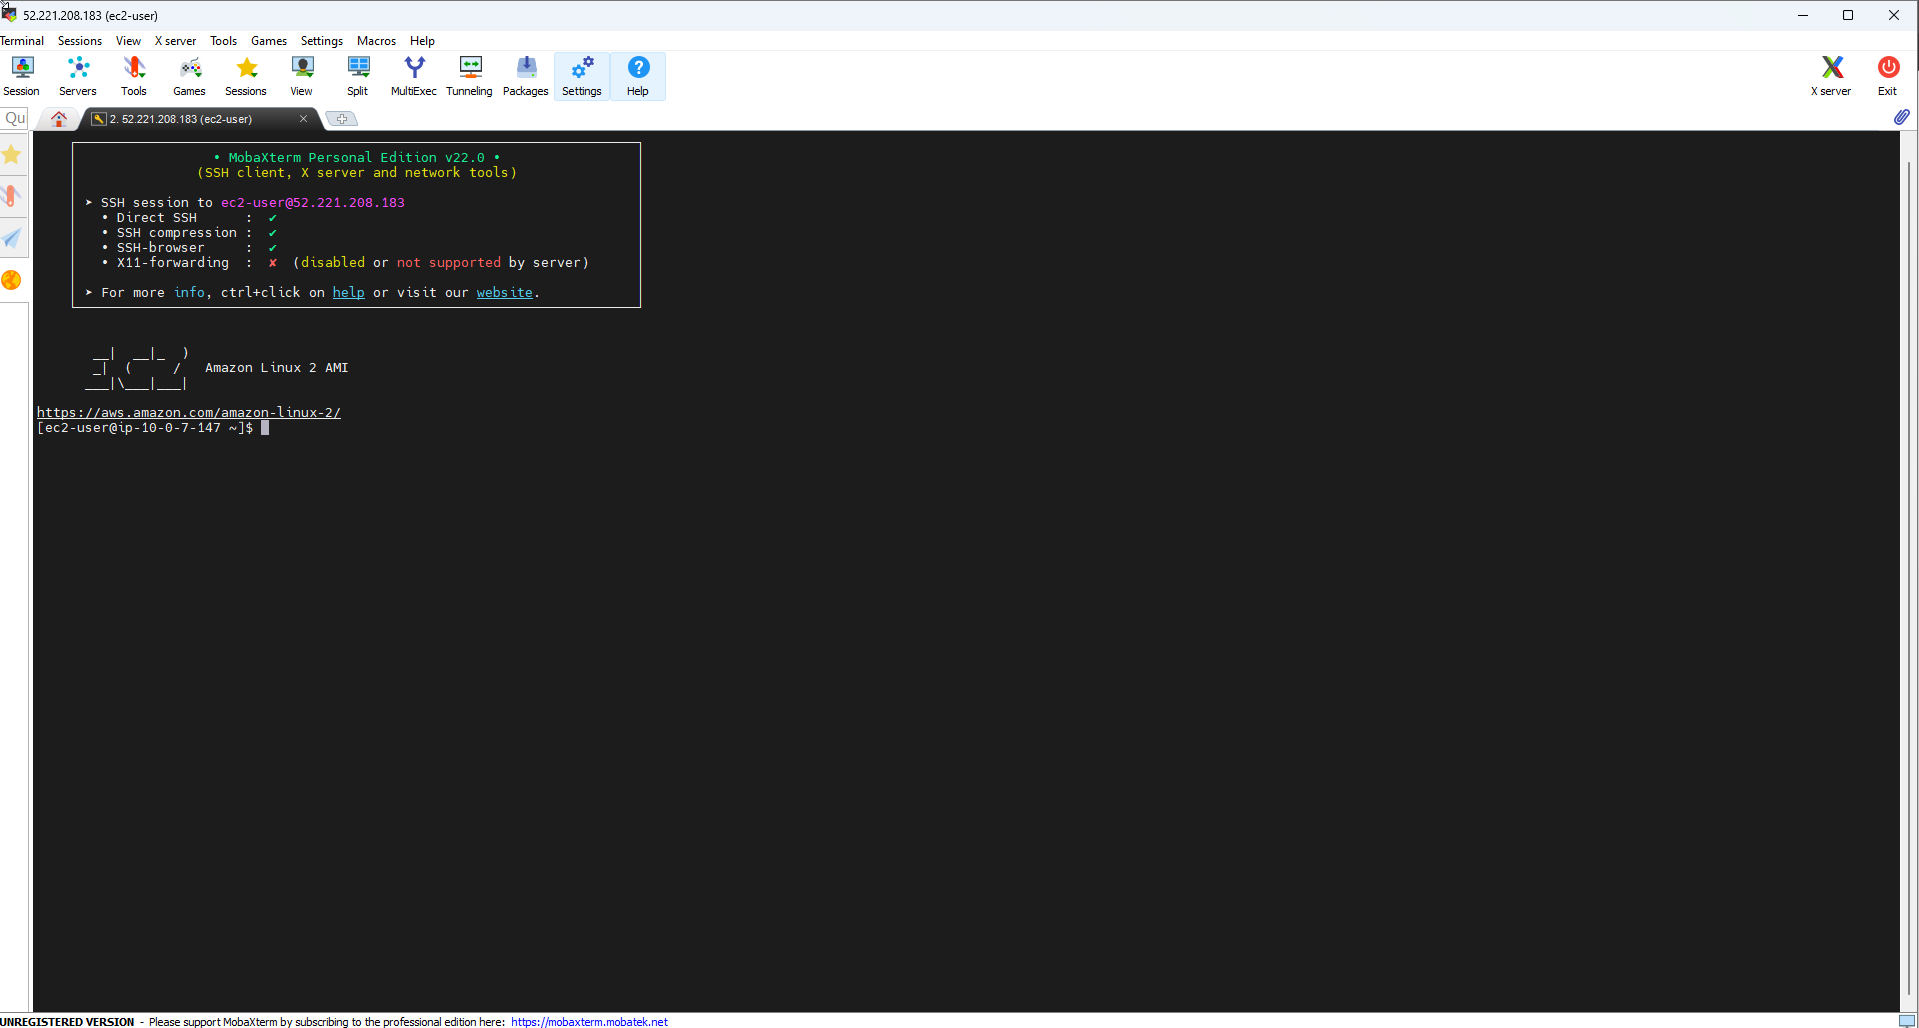 52.221.208.183 (ec2-user)
Terminal Sessions View X server Tools Games Settings Macros Help
Session Servers Tools Games Sessions View Split MultiExec Tunneling Packages Settings Help X server Exit
Qu 2. 52.221.208.183 (ec2-user)
• MobaXterm Personal Edition v22.0 •
(SSH client, X server and network tools)
➤ SSH session to ec2-user@52.221.208.183
• Direct SSH : ✔
• SSH compression : ✔
• SSH-browser : ✔
• X11-forwarding : ✘ (disabled or not supported by server)
➤ For more info, ctrl+click on help or visit our website.
__| __|_ )
_| ( / Amazon Linux 2 AMI
___|\___|___|
https://aws.amazon.com/amazon-linux-2/
[ec2-user@ip-10-0-7-147 ~]$
UNREGISTERED VERSION - Please support MobaXterm by subscribing to the professional edition here: https://mobaxterm.mobatek.net